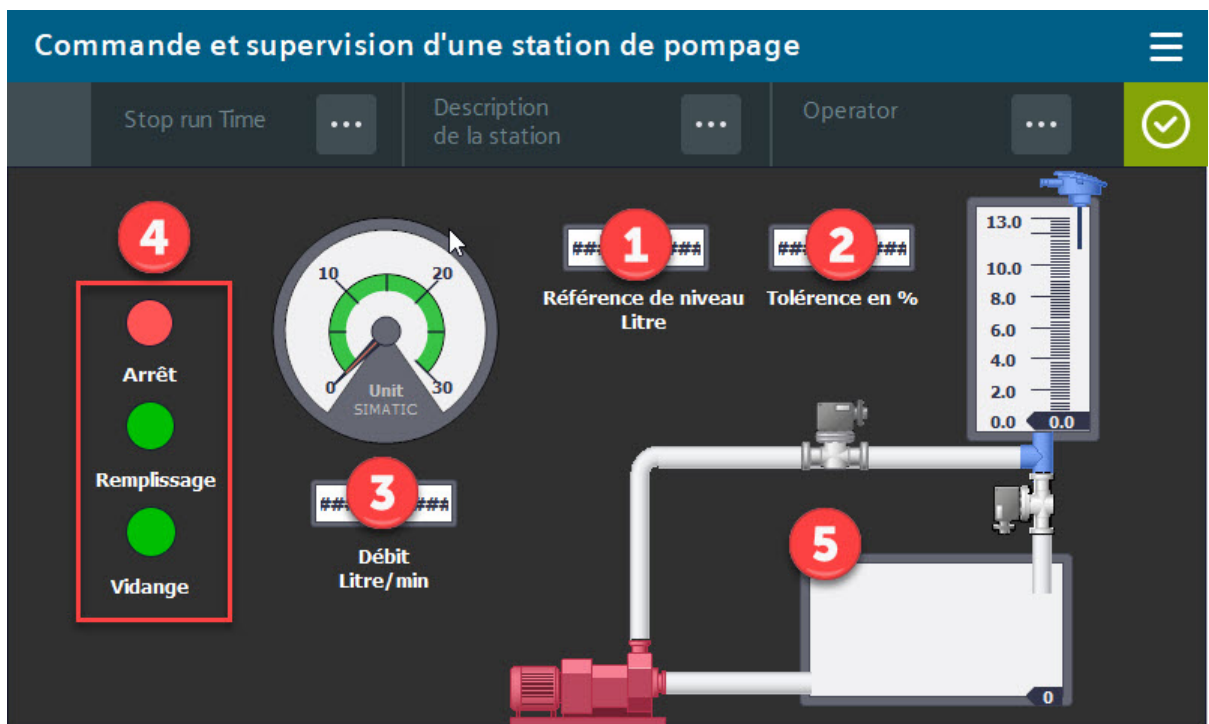 Commande et supervision d'une station de pompage
Stop run Time
...
Description
de la station
...
Operator
...
4
Arrêt
Remplissage
Vidange
10
20
0
30
Unit
SIMATIC
3
Débit
Litre/min
### 1 ###
Référence de niveau
Litre
### 2 ###
Tolérence en %
13.0
10.0
8.0
6.0
4.0
2.0
0.0
0.0
5
0